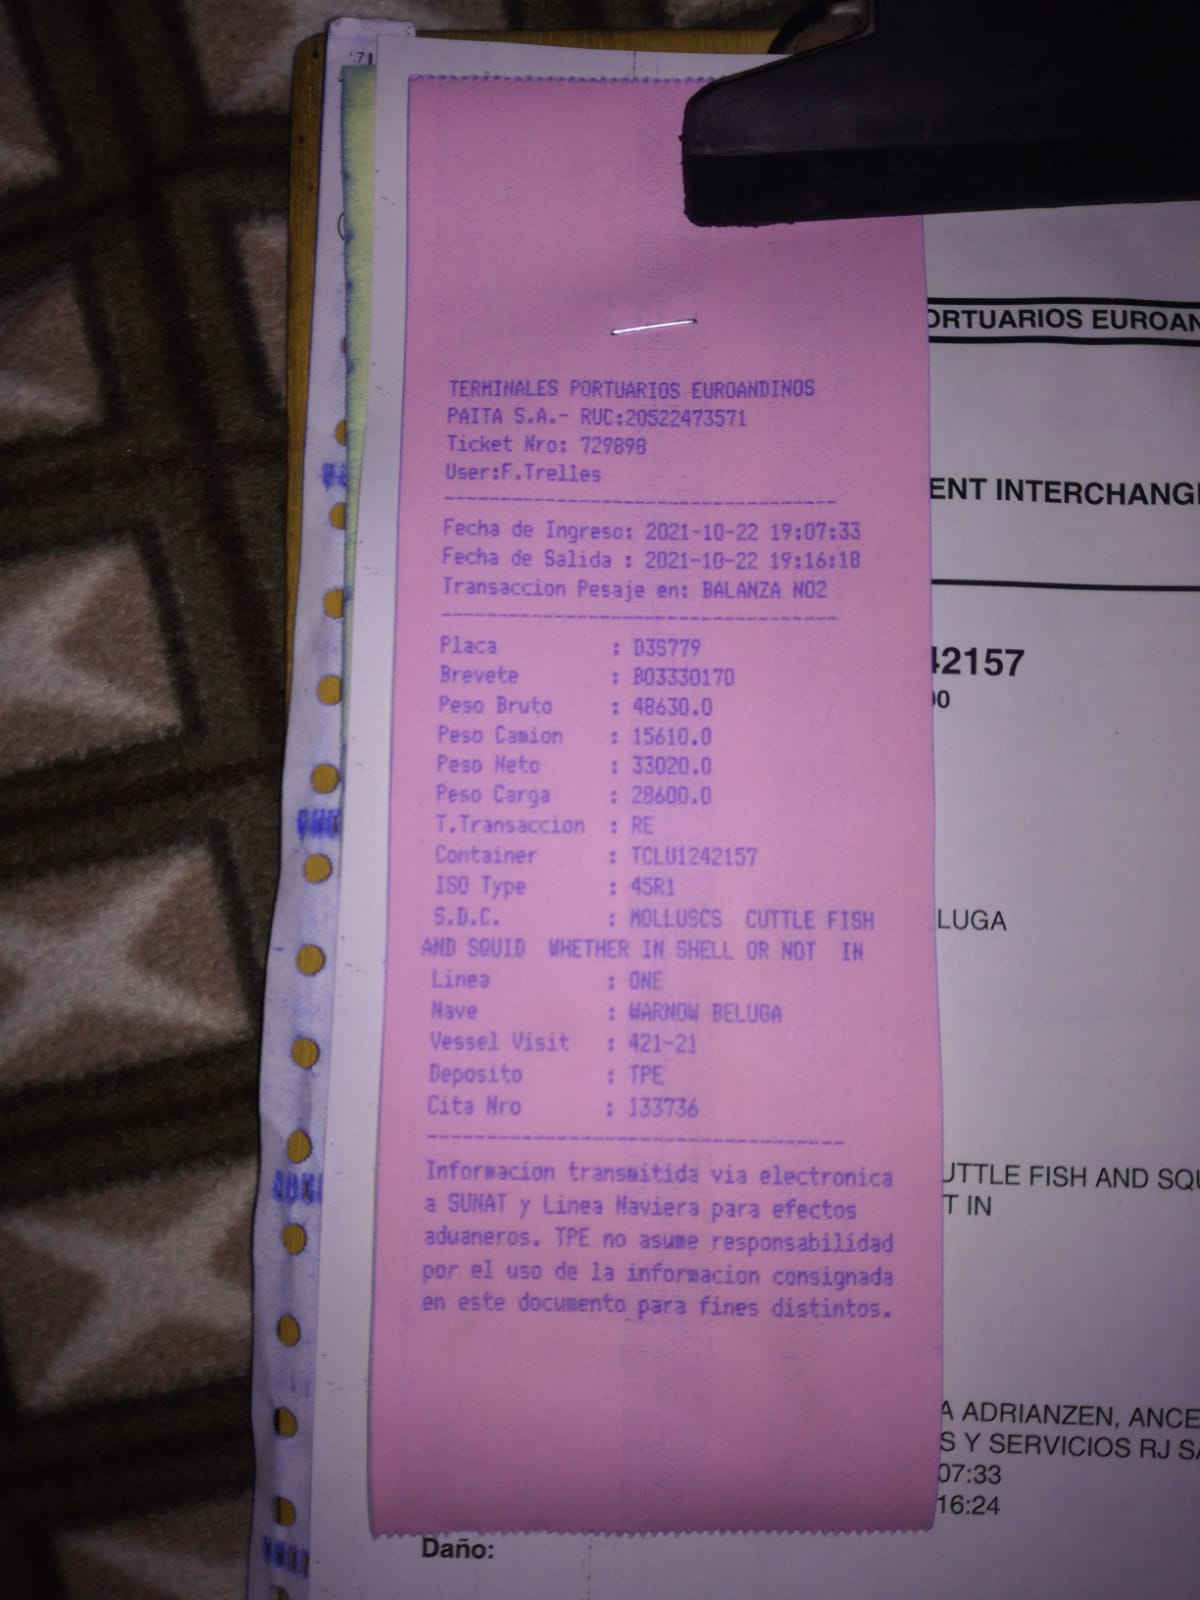 TERMINALES PORTUARIOS EUROANDINOS
PAITA S.A.- RUC:20522473571
Ticket Nro: 729898
User:F.Trelles
Fecha de Ingreso: 2021-10-22 19:07:33
Fecha de Salida : 2021-10-22 19:16:18
Transaccion Pesaje en: BALANZA NO2
Placa : D3S779
Brevete : B03330170
Peso Bruto : 48630.0
Peso Camion : 15610.0
Peso Neto : 33020.0
Peso Carga : 28600.0
T.Transaccion : RE
Container : TCLU1242157
ISO Type : 45R1
S.D.C. : MOLLUSCS CUTTLE FISH
AND SQUID WHETHER IN SHELL OR NOT IN
Linea : ONE
Nave : WARNOW BELUGA
Vessel Visit : 421-21
Deposito : TPE
Cita Nro : 133736
Informacion transmitida via electronica
a SUNAT y Linea Naviera para efectos
aduaneros. TPE no asume responsabilidad
por el uso de la informacion consignada
en este documento para fines distintos.
ORTUARIOS EUROAN
ENT INTERCHANG
42157
00
LUGA
UTTLE FISH AND SQU
T IN
A ADRIANZEN, ANCE
S Y SERVICIOS RJ SA
07:33
16:24
Daño: